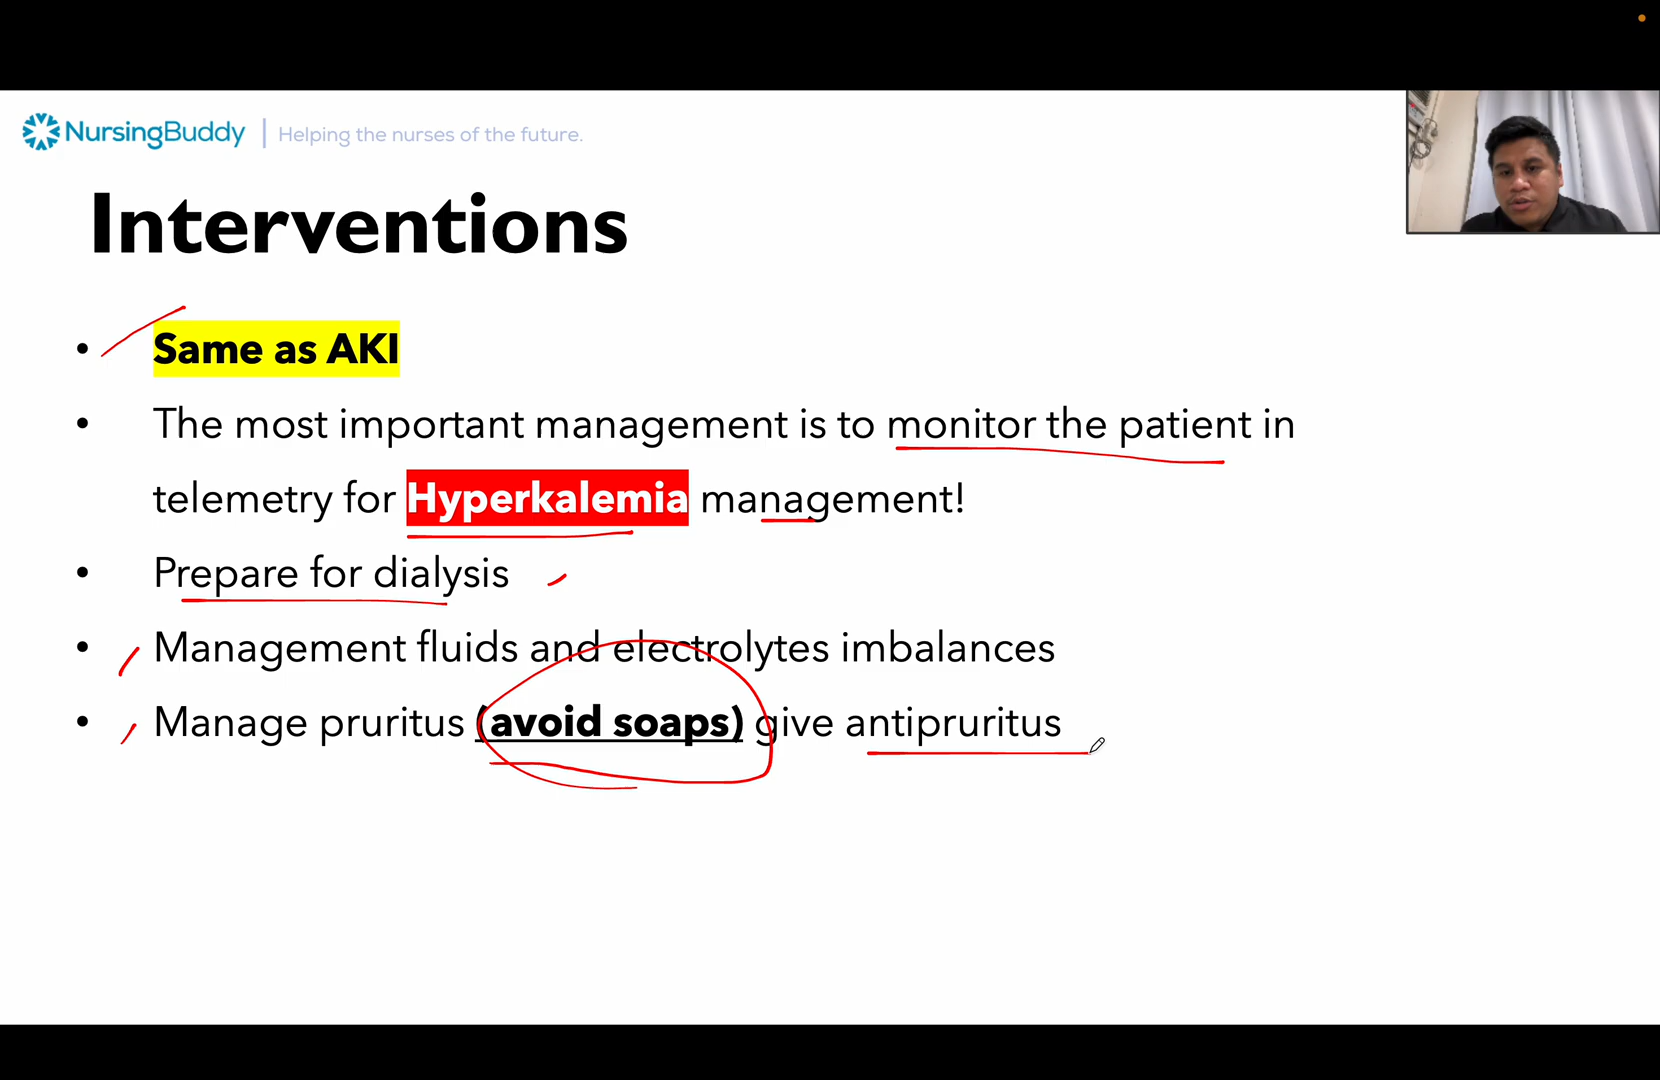 NursingBuddy | Helping the nurses of the future.
Interventions
• Same as AKI
• The most important management is to monitor the patient in
telemetry for Hyperkalemia management!
• Prepare for dialysis
• Management fluids and electrolytes imbalances
• Manage pruritus (avoid soaps) give antipruritus